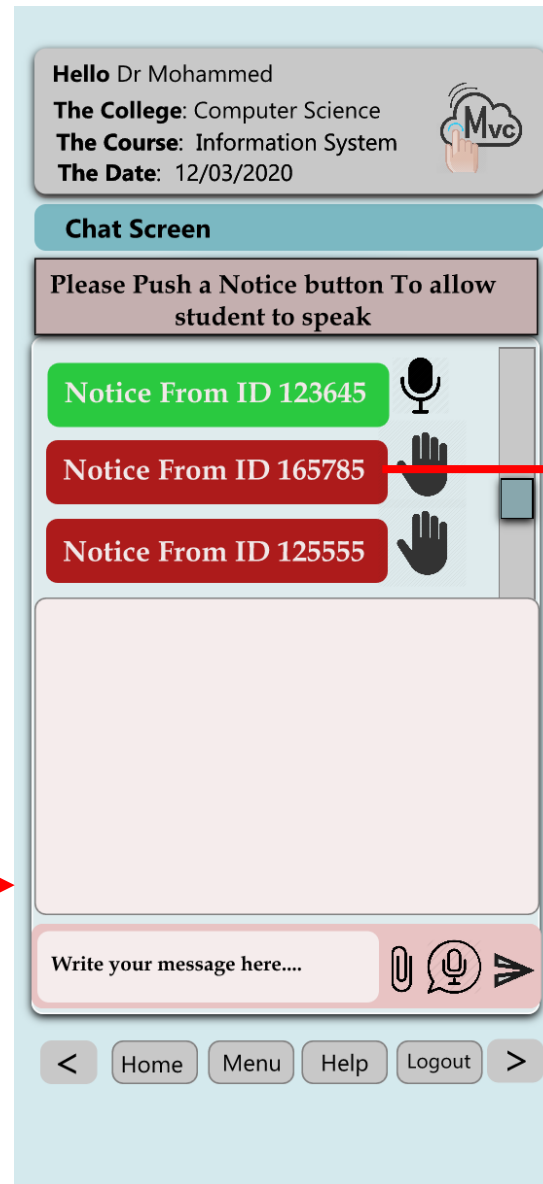 Hello Dr Mohammed
The College: Computer Science
The Course: Information System
The Date: 12/03/2020
Mvc
Chat Screen
Please Push a Notice button To allow
student to speak
Notice From ID 123645
Notice From ID 165785
Notice From ID 125555
Write your message here....
< Home Menu Help Logout >